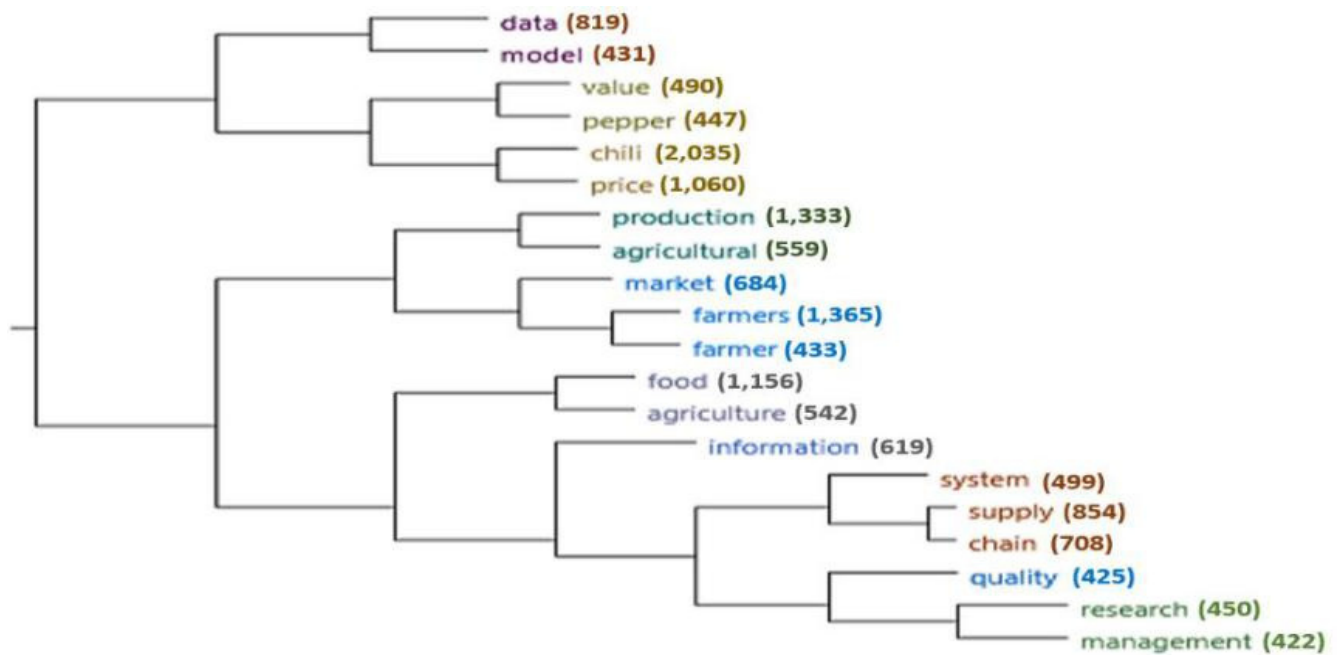 data (819)
model (431)
value (490)
pepper (447)
chili (2,035)
price (1,060)
production (1,333)
agricultural (559)
market (684)
farmers (1,365)
farmer (433)
food (1,156)
agriculture (542)
information (619)
system (499)
supply (854)
chain (708)
quality (425)
research (450)
management (422)